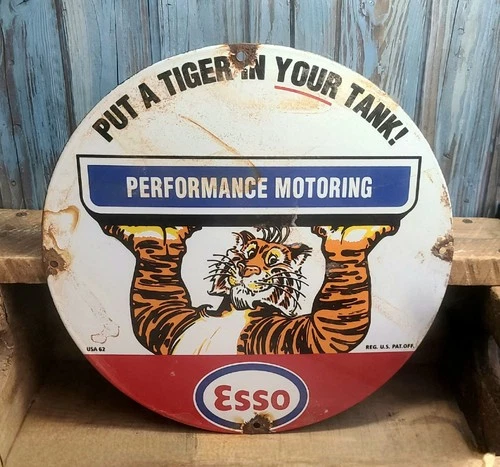 PUT A TIGER IN YOUR TANK!
PERFORMANCE MOTORING
USA 62
REG. U.S. PAT. OFF.
Esso